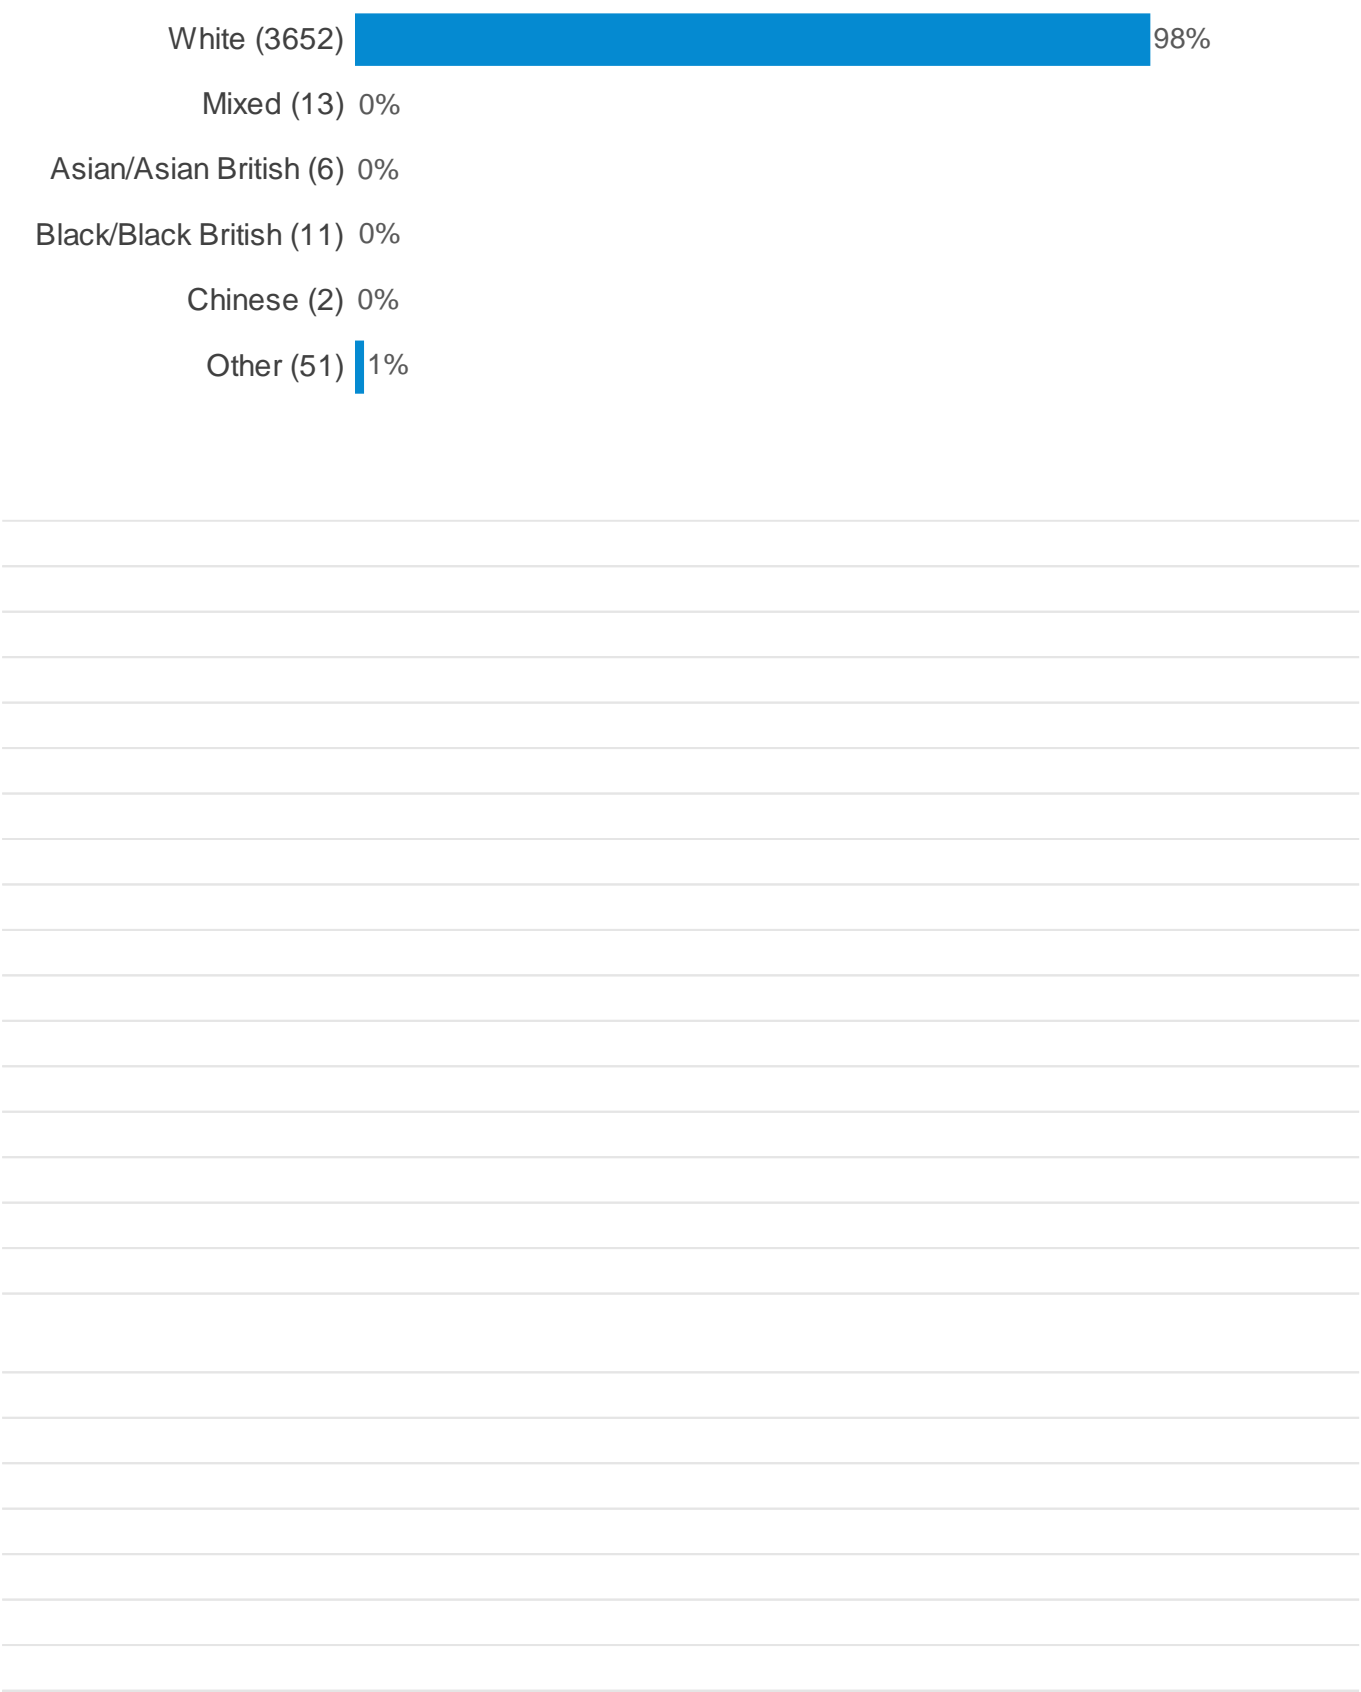 White (3652) 98%
Mixed (13) 0%
Asian/Asian British (6) 0%
Black/Black British (11) 0%
Chinese (2) 0%
Other (51) 1%